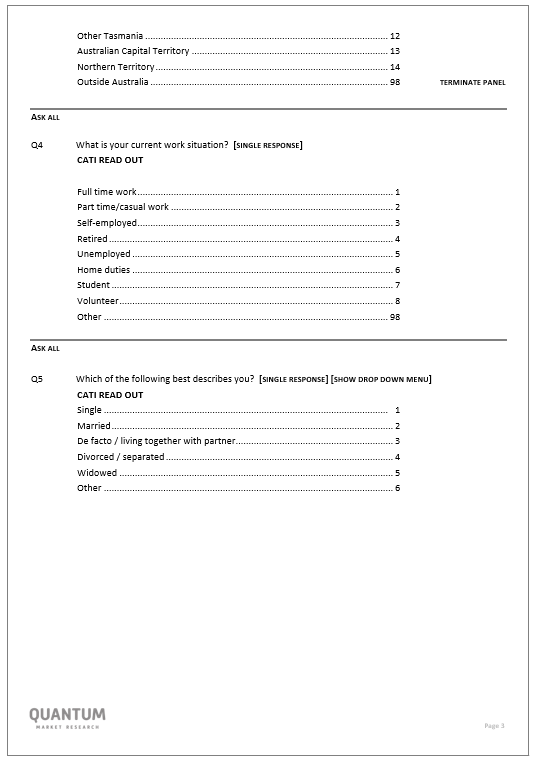 Other Tasmania ............................................................................................ 12
Australian Capital Territory ............................................................................ 13
Northern Territory.......................................................................................... 14
Outside Australia ........................................................................................... 98 TERMINATE PANEL
ASK ALL
Q4 What is your current work situation? [SINGLE RESPONSE]
CATI READ OUT
Full time work................................................................................................. 1
Part time/casual work ..................................................................................... 2
Self-employed................................................................................................. 3
Retired ........................................................................................................... 4
Unemployed ................................................................................................... 5
Home duties ................................................................................................... 6
Student .......................................................................................................... 7
Volunteer........................................................................................................ 8
Other ............................................................................................................. 98
ASK ALL
Q5 Which of the following best describes you? [SINGLE RESPONSE] [SHOW DROP DOWN MENU]
CATI READ OUT
Single ............................................................................................................ 1
Married........................................................................................................... 2
De facto / living together with partner............................................................. 3
Divorced / separated ...................................................................................... 4
Widowed ........................................................................................................ 5
Other ............................................................................................................. 6
QUANTUM
MARKET RESEARCH
Page 3